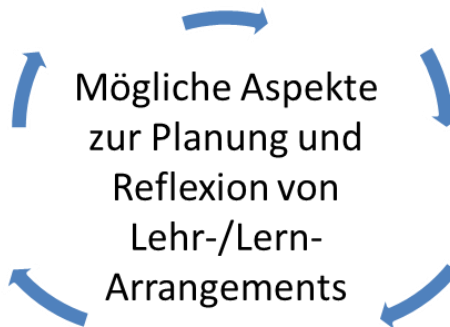 Mögliche Aspekte
zur Planung und
Reflexion von
Lehr-/Lern-
Arrangements